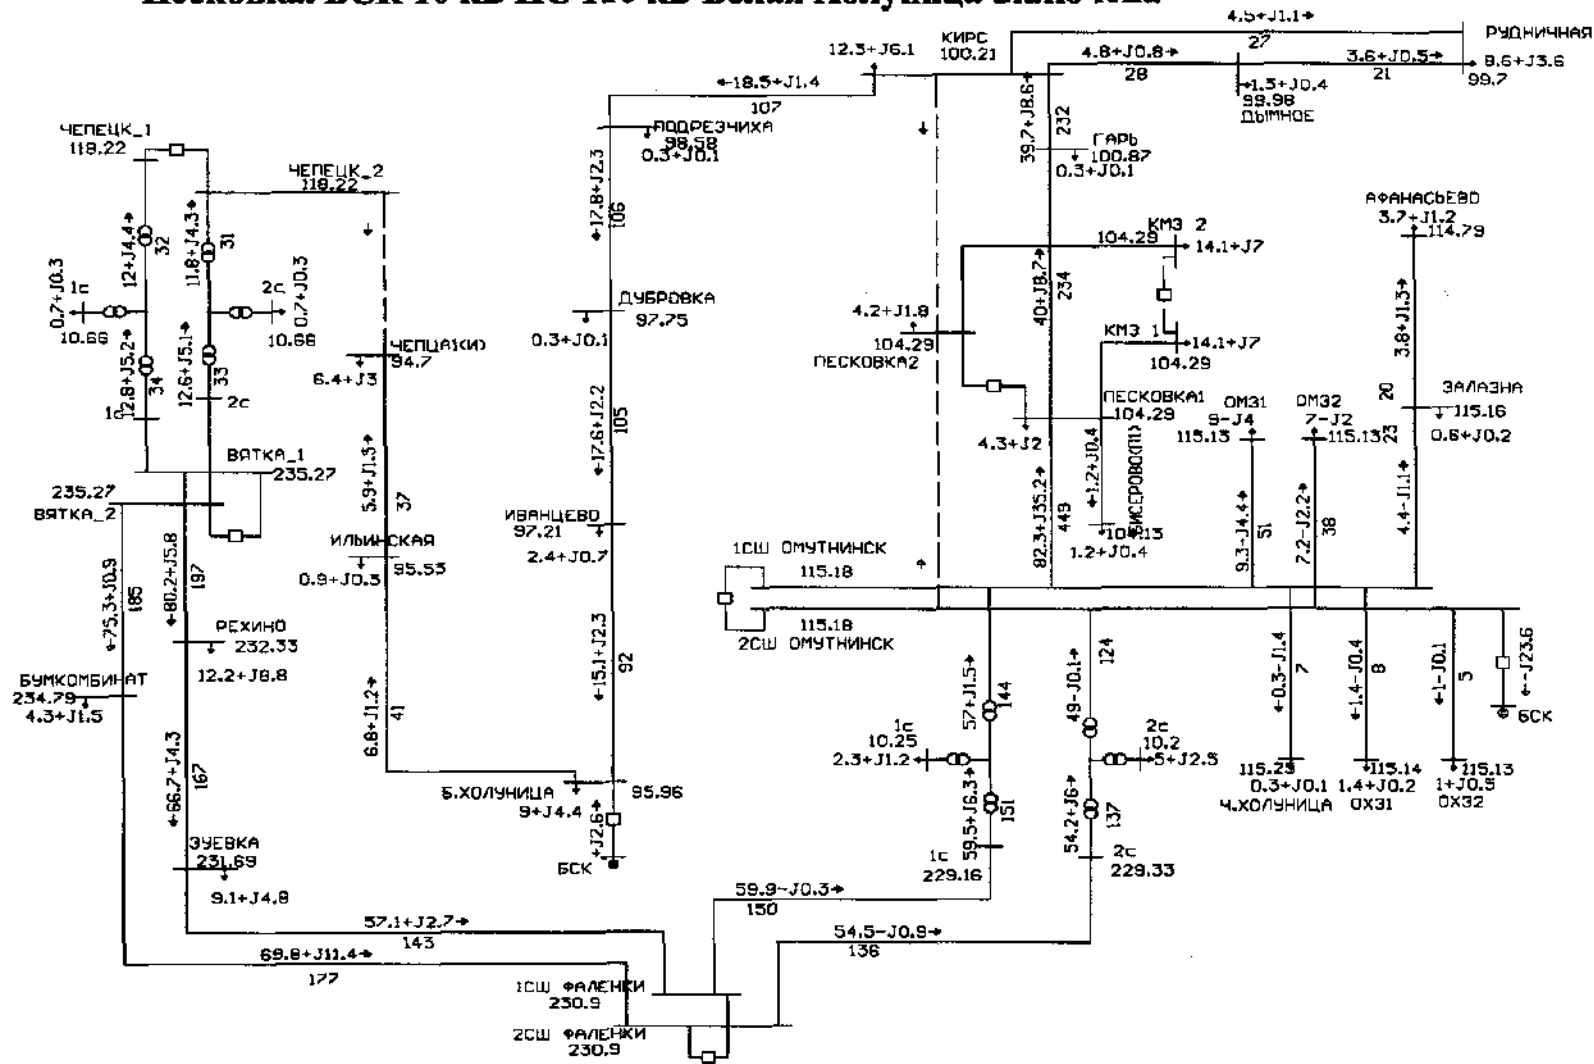 4.5+J1.1
27
РУДНИЧНАЯ
8.6+J3.6
99.7
КИРС
100.21
12.3+J6.1
4.8+J0.8
28
3.6+J0.5
21
1.3+J0.4
99.98
ДЫМНОЕ
18.5+J1.4
107
ПОДРЕЗЧИХА
98.58
0.3+J0.1
39.7+J8.6
232
ГАРЬ
100.87
0.3+J0.1
ЧЕПЕЦК_1
118.22
ЧЕПЕЦК_2
118.22
12+J4.4
32
11.8+J4.3
31
0.7+J0.3
1с
10.66
2с
0.7+J0.3
10.66
12.8+J5.2
34
12.6+J5.1
33
1с
2с
17.8+J2.3
106
ДУБРОВКА
97.75
0.3+J0.1
КМЗ 2
104.29
14.1+J7
40+J8.7
234
КМЗ 1
14.1+J7
104.29
4.2+J1.8
104.29
ПЕСКОВКА2
АФАНАСЬЕВО
3.7+J1.2
114.79
3.8+J1.3
20
ЗАЛАЗНА
115.16
0.6+J0.2
23
4.4-J1.1
ЧЕПЦА(КИ)
94.7
6.4+J3
ПЕСКОВКА1
104.29
4.3+J2
ОМЗ1
9-J4
115.13
ОМЗ2
7-J2
115.13
17.6+J2.2
105
5.9+J1.3
37
ВЯТКА_1
235.27
235.27
ВЯТКА_2
ИВАНЦЕВО
97.21
2.4+J0.7
ИЛЬИНСКАЯ
95.53
0.9+J0.3
82.3+J35.2
449
1.2+J0.4
104.13
1.2+J0.4
9.3-J4.4
51
7.2-J2.2
38
1СШ ОМУТНИНСК
115.18
115.18
2СШ ОМУТНИНСК
75.3+J0.9
185
80.2+J5.8
197
РЕХИНО
232.33
12.2+J8.8
БУМКОМБИНАТ
234.79
4.3+J1.5
66.7+J4.3
167
6.8+J1.2
41
15.1+J2.3
92
57+J1.5
144
49-J0.1
124
0.3-J1.4
7
1.4-J0.4
8
1-J0.1
5
-J23.6
БСК
1с
10.25
2.3+J1.2
2с
10.2
5+J2.5
115.23
0.3+J0.1
Ч.ХОЛУНИЦА
115.14
1.4+J0.2
ОХЗ1
115.13
ОХЗ2
Б.ХОЛУНИЦА
9+J4.4
95.96
+J2.6
БСК
59.5+J6.3
151
54.2+J6
137
ЗУЕВКА
231.69
9.1+J4.8
1с
229.16
2с
229.33
59.9-J0.3
150
57.1+J2.7
143
54.5-J0.9
136
69.8+J11.4
177
1СШ ФАЛЕНКИ
230.9
2СШ ФАЛЕНКИ
230.9